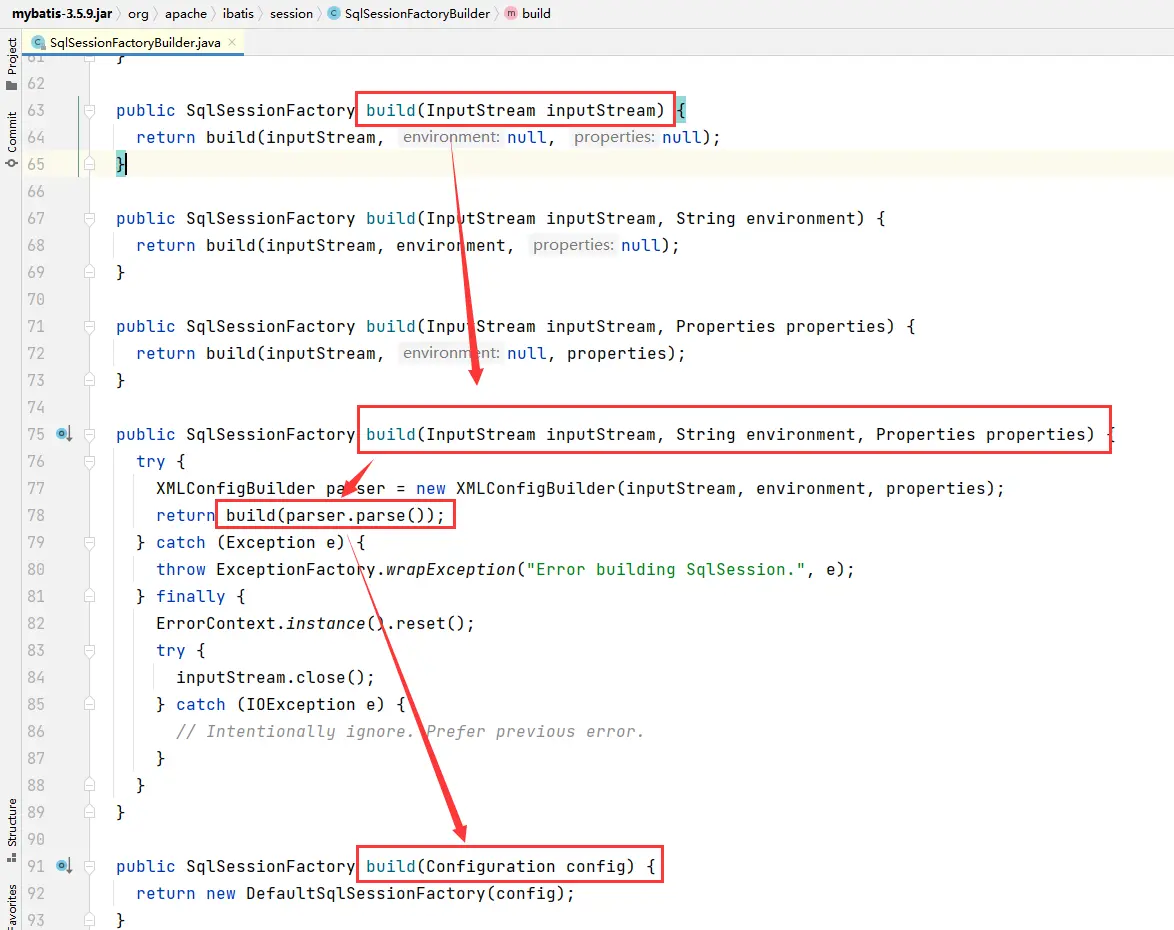 mybatis-3.5.9.jar › org › apache › ibatis › session › SqlSessionFactoryBuilder › build
SqlSessionFactoryBuilder.java
Project
Commit
Structure
Favorites
61 }
62
63 public SqlSessionFactory build(InputStream inputStream) {
64 return build(inputStream, environment: null, properties: null);
65 }
66
67 public SqlSessionFactory build(InputStream inputStream, String environment) {
68 return build(inputStream, environment, properties: null);
69 }
70
71 public SqlSessionFactory build(InputStream inputStream, Properties properties) {
72 return build(inputStream, environment: null, properties);
73 }
74
75 public SqlSessionFactory build(InputStream inputStream, String environment, Properties properties) {
76 try {
77 XMLConfigBuilder parser = new XMLConfigBuilder(inputStream, environment, properties);
78 return build(parser.parse());
79 } catch (Exception e) {
80 throw ExceptionFactory.wrapException("Error building SqlSession.", e);
81 } finally {
82 ErrorContext.instance().reset();
83 try {
84 inputStream.close();
85 } catch (IOException e) {
86 // Intentionally ignore. Prefer previous error.
87 }
88 }
89 }
90
91 public SqlSessionFactory build(Configuration config) {
92 return new DefaultSqlSessionFactory(config);
93 }